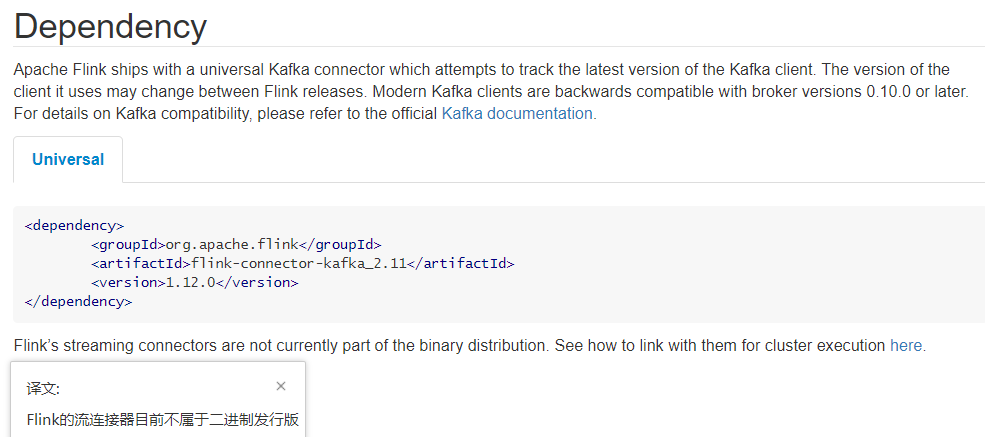 Dependency
Apache Flink ships with a universal Kafka connector which attempts to track the latest version of the Kafka client. The version of the
client it uses may change between Flink releases. Modern Kafka clients are backwards compatible with broker versions 0.10.0 or later.
For details on Kafka compatibility, please refer to the official Kafka documentation.
Universal
<dependency>
        <groupId>org.apache.flink</groupId>
        <artifactId>flink-connector-kafka_2.11</artifactId>
        <version>1.12.0</version>
</dependency>
Flink’s streaming connectors are not currently part of the binary distribution. See how to link with them for cluster execution here.
译文: ×
Flink的流连接器目前不属于二进制发行版